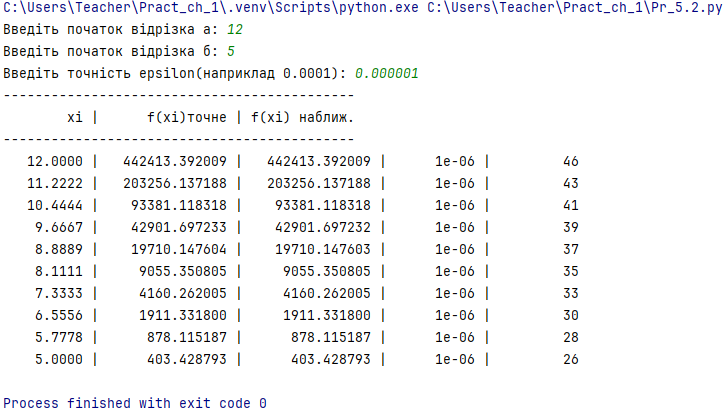 C:\Users\Teacher\Pract_ch_1\.venv\Scripts\python.exe C:\Users\Teacher\Pract_ch_1\Pr_5.2.py
Введіть початок відрізка а: 12
Введіть початок відрізка б: 5
Введіть точність epsilon(наприклад 0.0001): 0.000001
--------------------------------------------
xi | f(xi)точне | f(xi) наближ.
--------------------------------------------
12.0000 | 442413.392009 | 442413.392009 | 1e-06 | 46
11.2222 | 203256.137188 | 203256.137188 | 1e-06 | 43
10.4444 | 93381.118318 | 93381.118318 | 1e-06 | 41
9.6667 | 42901.697233 | 42901.697232 | 1e-06 | 39
8.8889 | 19710.147604 | 19710.147603 | 1e-06 | 37
8.1111 | 9055.350805 | 9055.350805 | 1e-06 | 35
7.3333 | 4160.262005 | 4160.262005 | 1e-06 | 33
6.5556 | 1911.331800 | 1911.331800 | 1e-06 | 30
5.7778 | 878.115187 | 878.115187 | 1e-06 | 28
5.0000 | 403.428793 | 403.428793 | 1e-06 | 26
Process finished with exit code 0